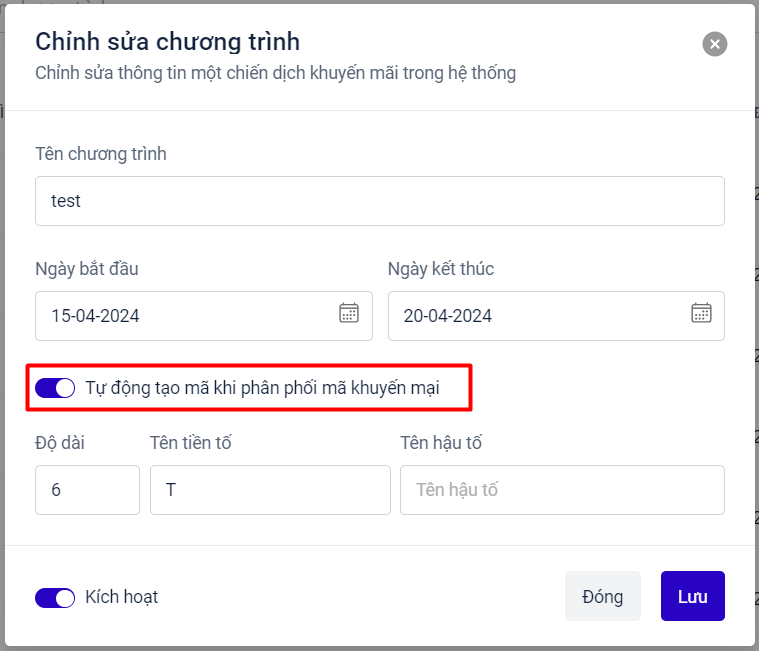 Chỉnh sửa chương trình
Chỉnh sửa thông tin một chiến dịch khuyến mãi trong hệ thống
Tên chương trình
test
Ngày bắt đầu
Ngày kết thúc
15-04-2024
20-04-2024
Tự động tạo mã khi phân phối mã khuyến mại
Độ dài
Tên tiền tố
Tên hậu tố
6
T
Tên hậu tố
Kích hoạt
Đóng
Lưu